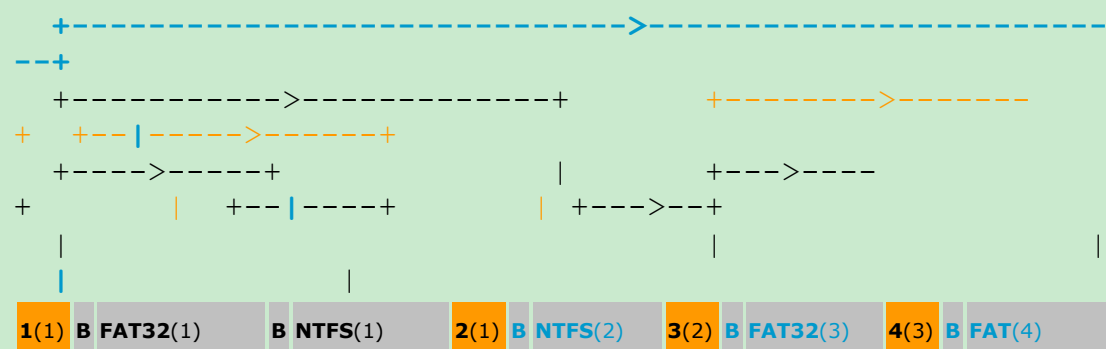 +----------------------------->------------------------
--+
+----------->-------------+ +-------->-------
+ +--|----->------+
+---->-----+ | +--->----
+ | +--|----+ | +--->--+
| | |
| |
1(1) B FAT32(1) B NTFS(1) 2(1) B NTFS(2) 3(2) B FAT32(3) 4(3) B FAT(4)